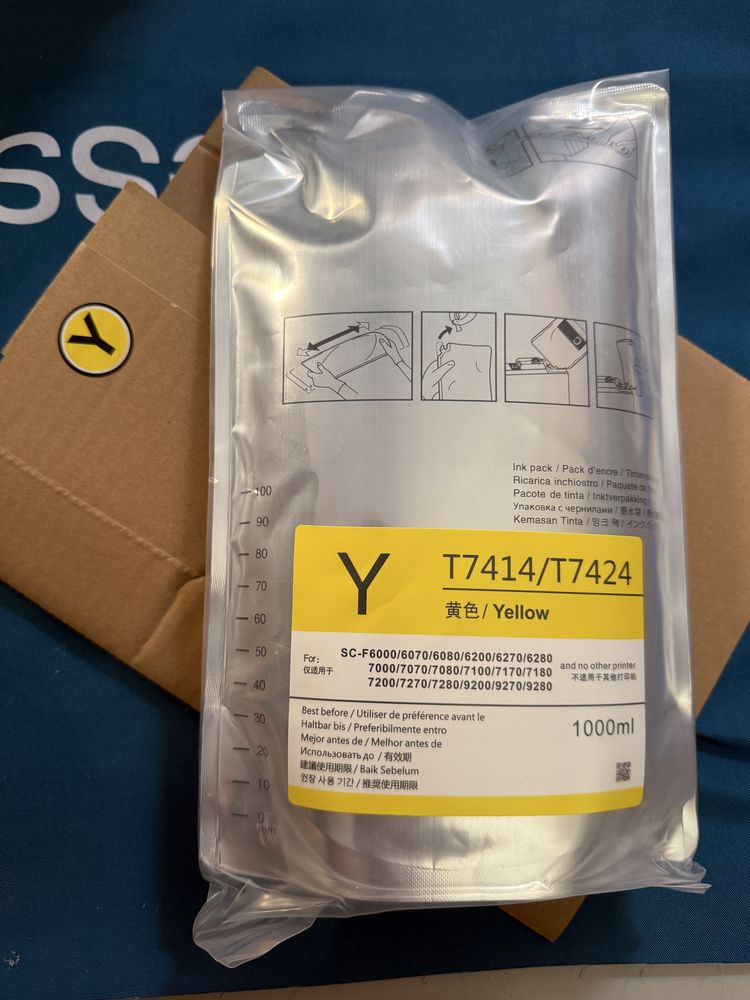 ss
Y
Ink pack / Pack d'encre /
Ricarica inchiostro / Paquete de
Pacote de tinta / Inktverpakking /
Упаковка с чернилами / 墨水袋 /
Kemasan Tinta / 잉크 팩 /
100
90
80
70
60
50
40
30
20
10
0
mm
Y
T7414/T7424
黄色 / Yellow
For:
仅适用于
SC-F6000/6070/6080/6200/6270/6280
7000/7070/7080/7100/7170/7180
7200/7270/7280/9200/9270/9280
and no other printer
不适用于其他打印机
Best before / Utiliser de préférence avant le
Haltbar bis / Preferibilmente entro
Mejor antes de / Melhor antes de
Использовать до / 有效期
建議使用期限 / Baik Sebelum
권장 사용 기간 / 推奨使用期限
1000ml